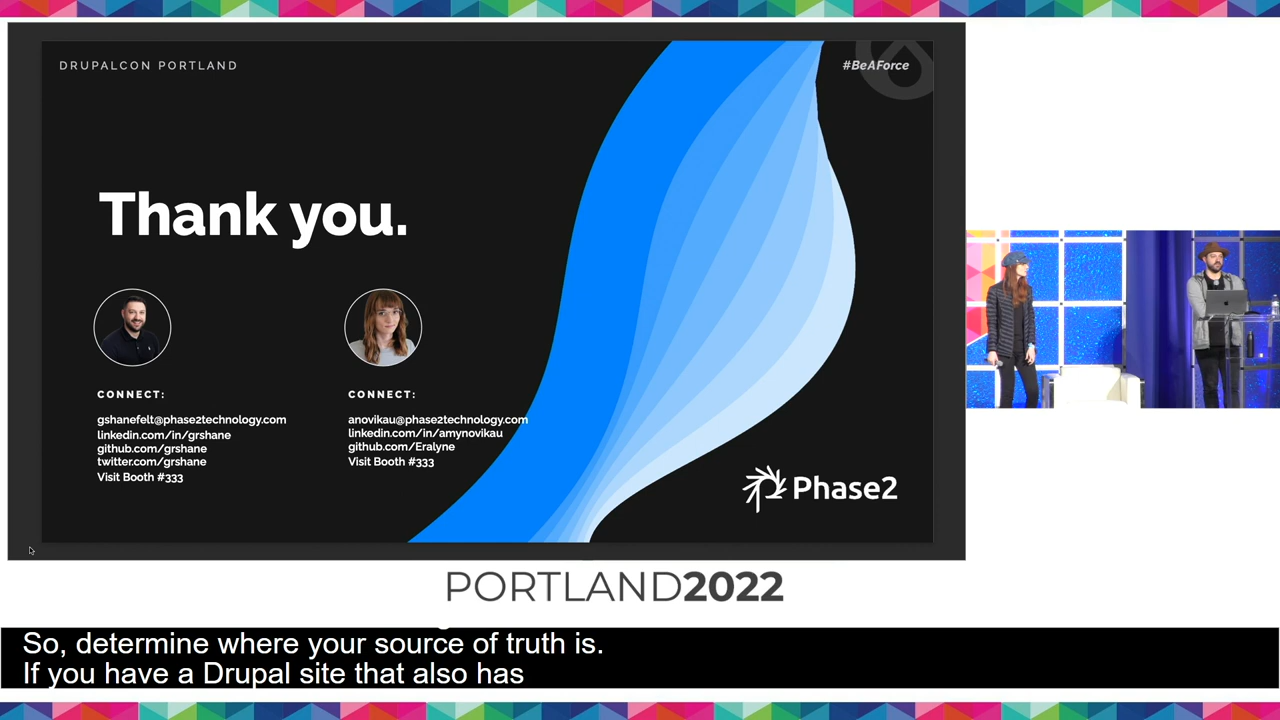 DRUPALCON PORTLAND
#BeAForce
Thank you.
CONNECT:
gshanefelt@phase2technology.com
linkedin.com/in/grshane
github.com/grshane
twitter.com/grshane
Visit Booth #333
CONNECT:
anovikau@phase2technology.com
linkedin.com/in/amynovikau
github.com/Eralyne
Visit Booth #333
Phase2
PORTLAND2022
So, determine where your source of truth is.
If you have a Drupal site that also has